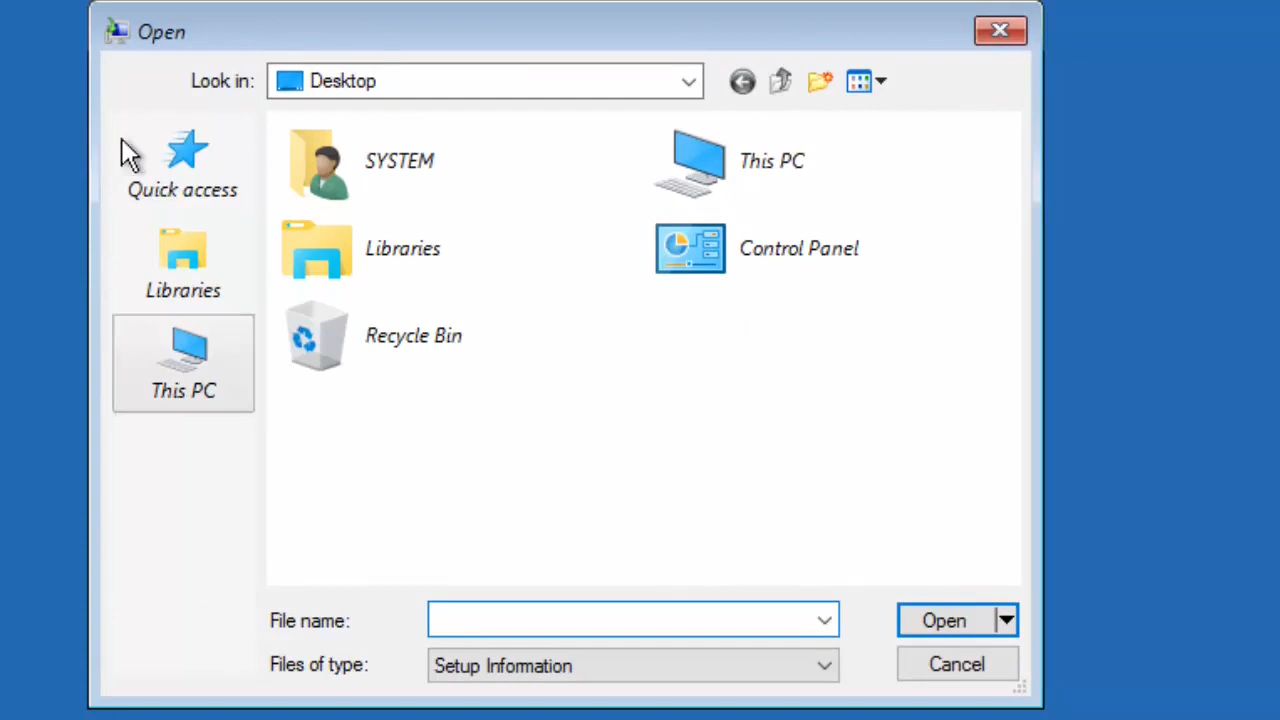 Open
Look in:
Desktop
Quick access
Libraries
This PC
SYSTEM
This PC
Libraries
Control Panel
Recycle Bin
File name:
Open
Files of type:
Setup Information
Cancel